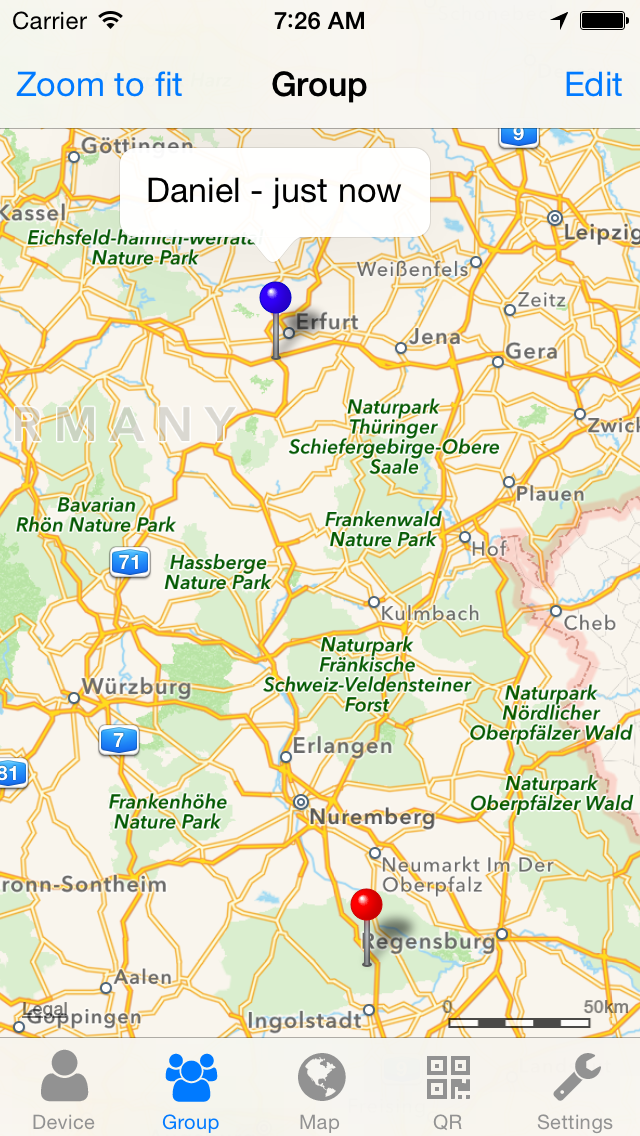 Carrier 7:26 AM
Zoom to fit Group Edit
9
Göttingen
Daniel - just now
Kassel
Leipzig
Eichsfeld-hainich-werratal
Nature Park
Weißenfels
Zeitz
Erfurt
Jena
Gera
RMANY
Naturpark
Thüringer
Schiefergebirge-Obere
Saale
Zwick
Plauen
Bavarian
Rhön Nature Park
Frankenwald
Nature Park
Hof
71
Hassberge
Nature Park
Kulmbach
Cheb
Naturpark
Fränkische
Schweiz-Veldensteiner
Forst
Würzburg
Naturpark
Nördlicher
Oberpfälzer Wald
7
Erlangen
81
Naturpark
Oberpfälzer Wald
Frankenhöhe
Nature Park
Nuremberg
Neumarkt Im Der
Oberpfalz
ronn-Sontheim
Regensburg
Aalen
Legal
Göppingen
Ingolstadt
0 50km
Device Group Map QR Settings